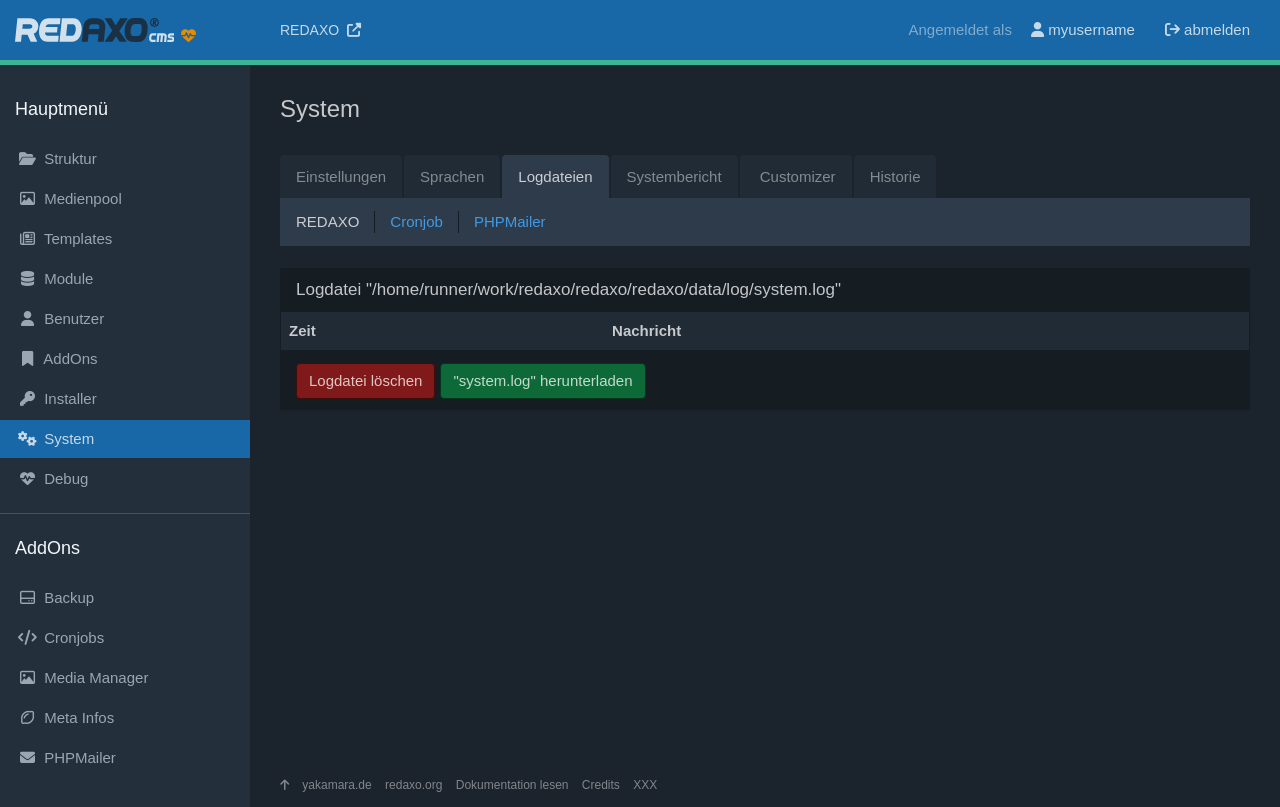 REDAXO® cms
REDAXO
Angemeldet als myusername abmelden
Hauptmenü
Struktur
Medienpool
Templates
Module
Benutzer
AddOns
Installer
System
Debug
AddOns
Backup
Cronjobs
Media Manager
Meta Infos
PHPMailer
System
Einstellungen Sprachen Logdateien Systembericht Customizer Historie
REDAXO Cronjob PHPMailer
Logdatei "/home/runner/work/redaxo/redaxo/redaxo/data/log/system.log"
Zeit Nachricht
Logdatei löschen "system.log" herunterladen
yakamara.de redaxo.org Dokumentation lesen Credits XXX